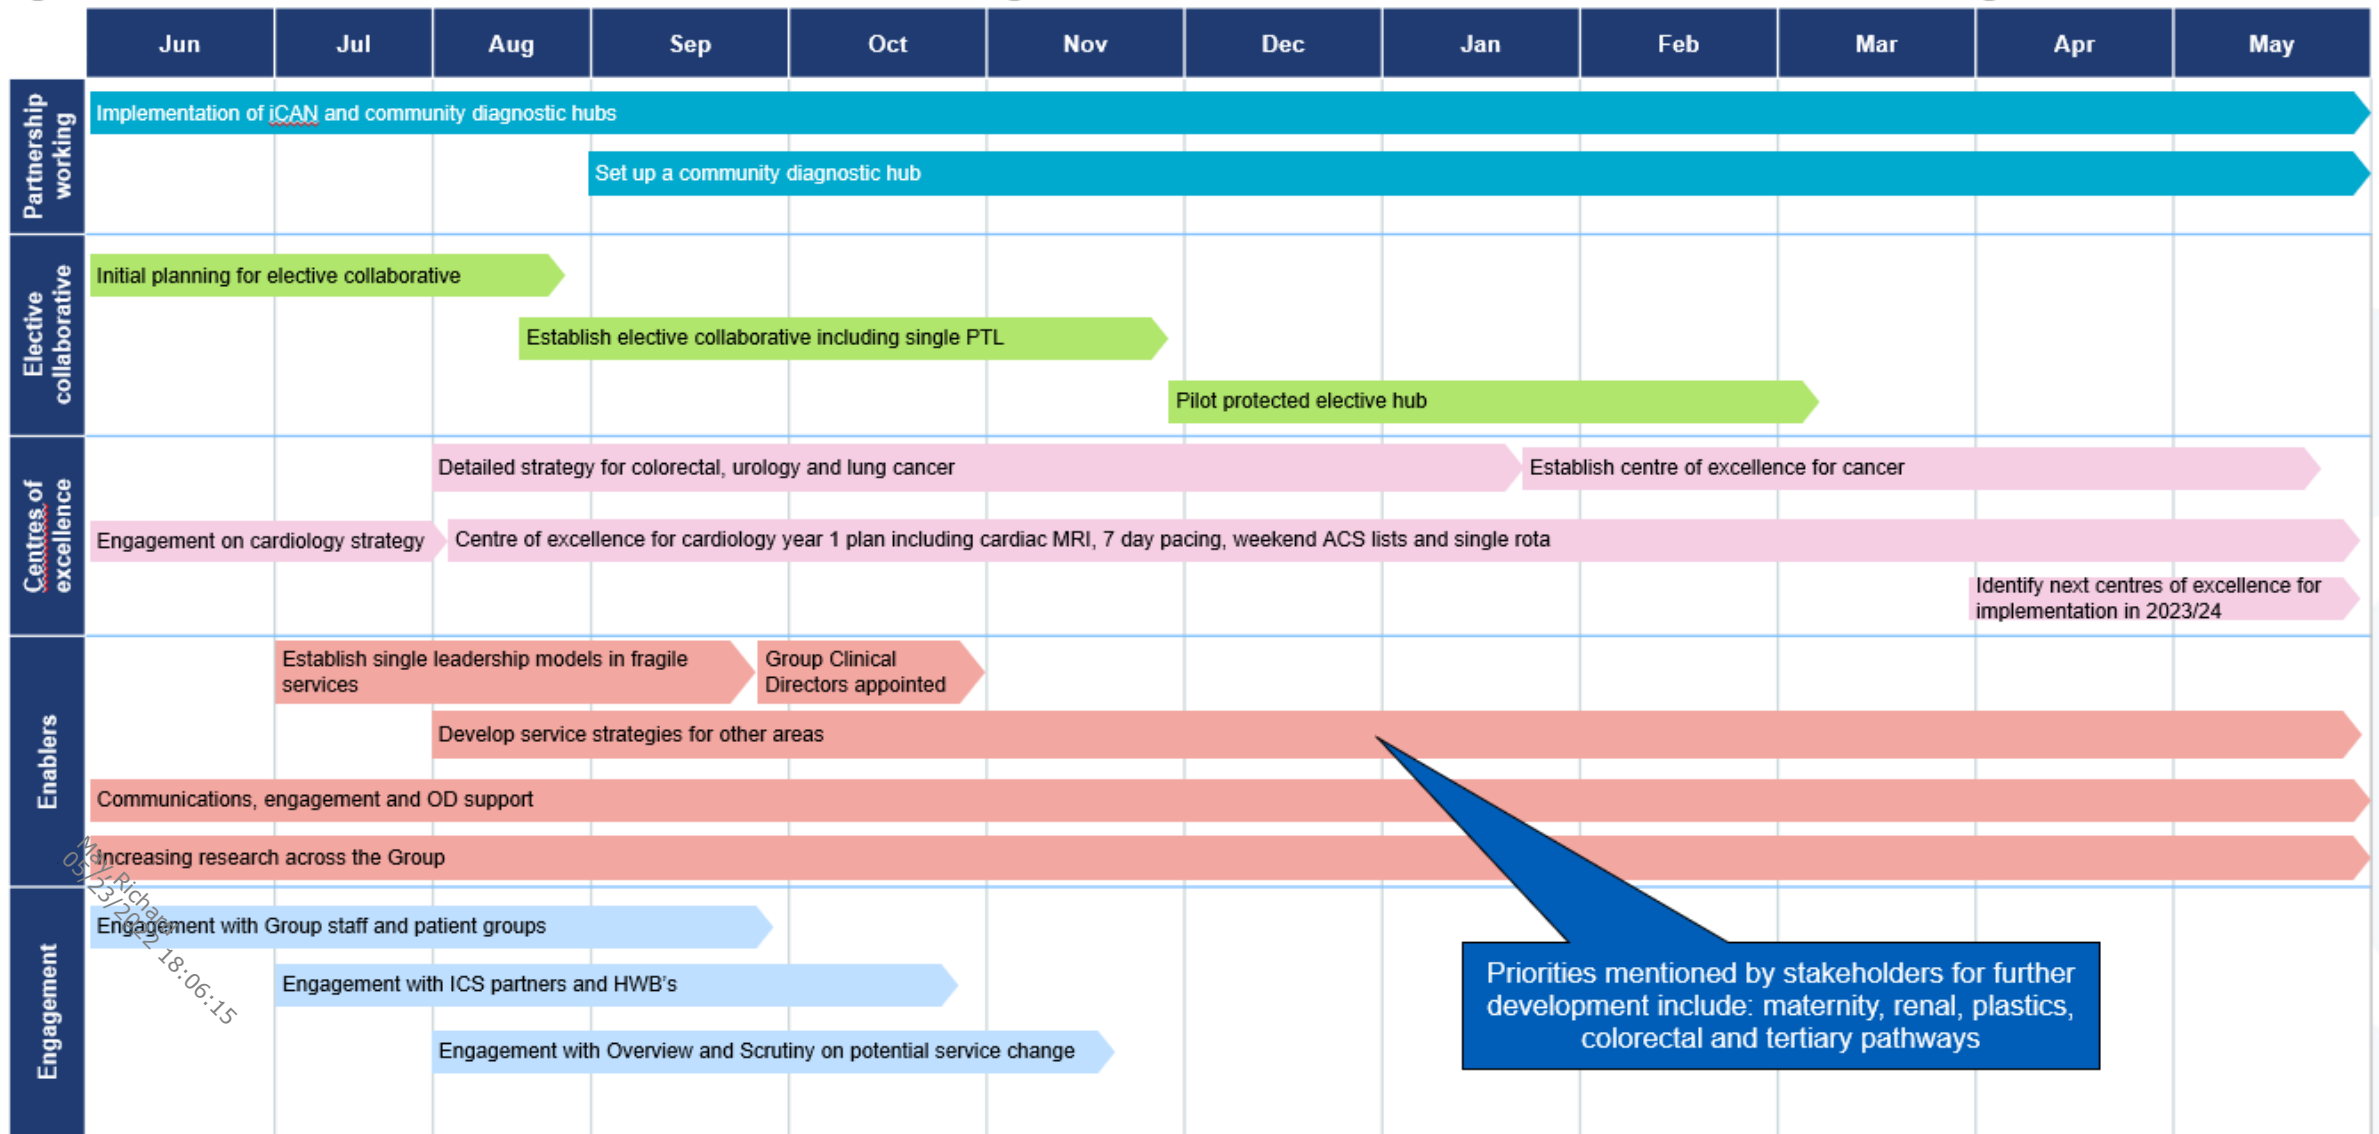 Jun Jul Aug Sep Oct Nov Dec Jan Feb Mar Apr May
Partnership
working
Implementation of iCAN and community diagnostic hubs
Set up a community diagnostic hub
Elective
collaborative
Initial planning for elective collaborative
Establish elective collaborative including single PTL
Pilot protected elective hub
Centres of
excellence
Detailed strategy for colorectal, urology and lung cancer
Establish centre of excellence for cancer
Engagement on cardiology strategy
Centre of excellence for cardiology year 1 plan including cardiac MRI, 7 day pacing, weekend ACS lists and single rota
Identify next centres of excellence for
implementation in 2023/24
Enablers
Establish single leadership models in fragile
services
Group Clinical
Directors appointed
Develop service strategies for other areas
Communications, engagement and OD support
Increasing research across the Group
Engagement
Engagement with Group staff and patient groups
Engagement with ICS partners and HWB's
Engagement with Overview and Scrutiny on potential service change
Priorities mentioned by stakeholders for further
development include: maternity, renal, plastics,
colorectal and tertiary pathways
May, Richard
05/23/2022 18:06:15